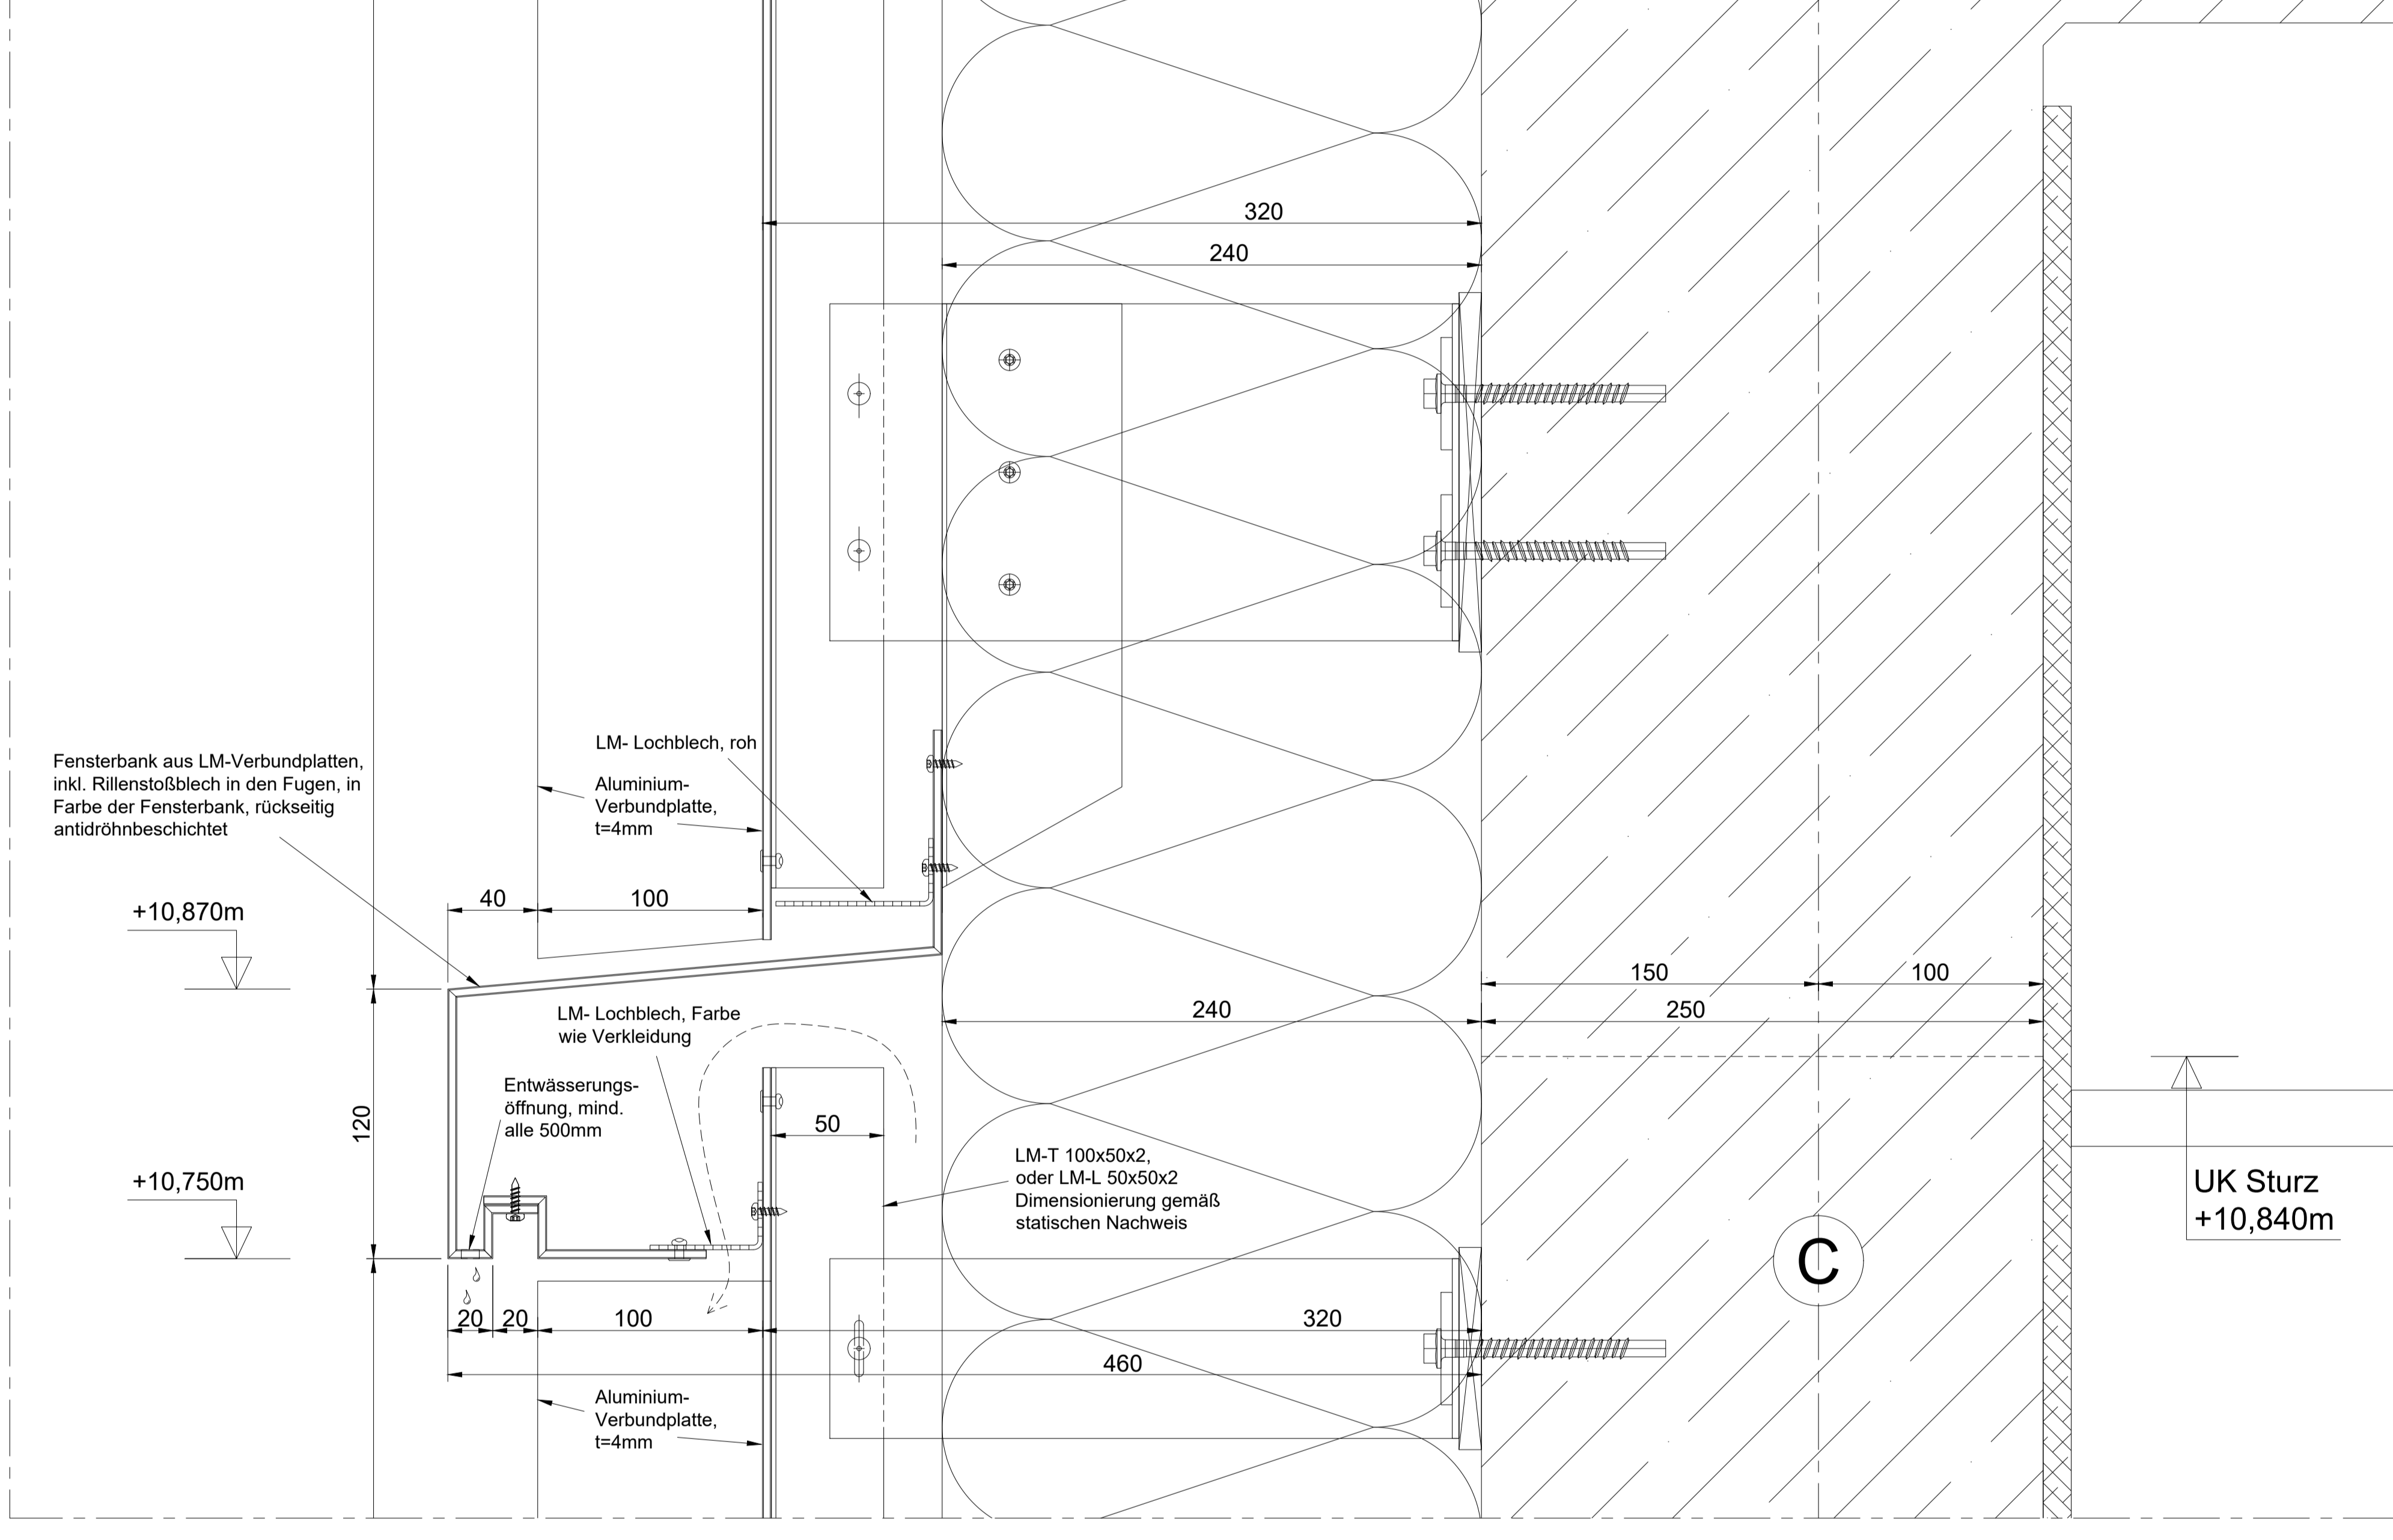 320
240
LM- Lochblech, roh
Fensterbank aus LM-Verbundplatten,
inkl. Rillenstoßblech in den Fugen, in
Farbe der Fensterbank, rückseitig
antidröhnbeschichtet
Aluminium-
Verbundplatte,
t=4mm
40
100
+10,870m
150
100
240
250
LM- Lochblech, Farbe
wie Verkleidung
Entwässerungs-
öffnung, mind.
alle 500mm
120
50
LM-T 100x50x2,
oder LM-L 50x50x2
Dimensionierung gemäß
statischen Nachweis
+10,750m
UK Sturz
+10,840m
C
20
20
100
320
460
Aluminium-
Verbundplatte,
t=4mm